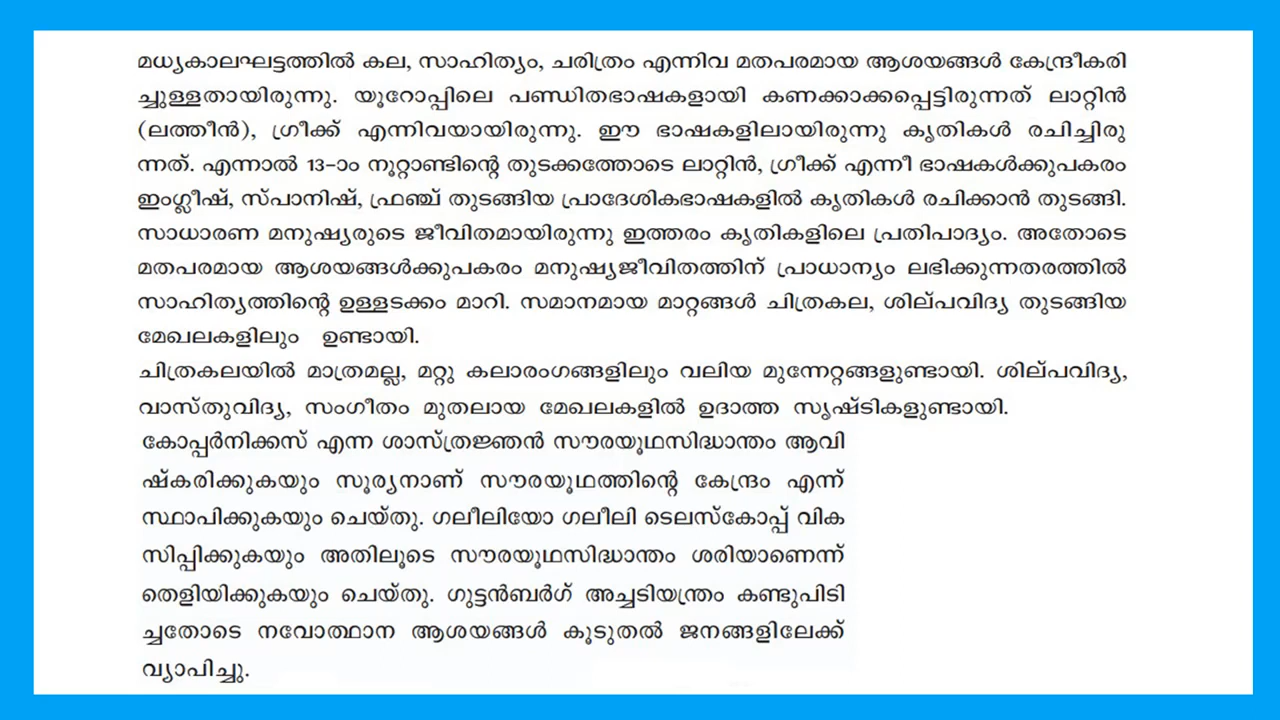 മധ്യകാലഘട്ടത്തിൽ കല, സാഹിത്യം, ചരിത്രം എന്നിവ മതപരമായ ആശയങ്ങൾ കേന്ദ്രീകരി
ച്ചുള്ളതായിരുന്നു. യൂറോപ്പിലെ പണ്ഡിതഭാഷകളായി കണക്കാക്കപ്പെട്ടിരുന്നത് ലാറ്റിൻ
(ലത്തീൻ), ഗ്രീക്ക് എന്നിവയായിരുന്നു. ഈ ഭാഷകളിലായിരുന്നു കൃതികൾ രചിച്ചിരു
ന്നത്. എന്നാൽ 13-ാം നൂറ്റാണ്ടിന്റെ തുടക്കത്തോടെ ലാറ്റിൻ, ഗ്രീക്ക് എന്നീ ഭാഷകൾക്കുപകരം
ഇംഗ്ലീഷ്, സ്പാനിഷ്, ഫ്രഞ്ച് തുടങ്ങിയ പ്രാദേശികഭാഷകളിൽ കൃതികൾ രചിക്കാൻ തുടങ്ങി.
സാധാരണ മനുഷ്യരുടെ ജീവിതമായിരുന്നു ഇത്തരം കൃതികളിലെ പ്രതിപാദ്യം. അതോടെ
മതപരമായ ആശയങ്ങൾക്കുപകരം മനുഷ്യജീവിതത്തിന് പ്രാധാന്യം ലഭിക്കുന്നതരത്തിൽ
സാഹിത്യത്തിന്റെ ഉള്ളടക്കം മാറി. സമാനമായ മാറ്റങ്ങൾ ചിത്രകല, ശില്പവിദ്യ തുടങ്ങിയ
മേഖലകളിലും ഉണ്ടായി.
ചിത്രകലയിൽ മാത്രമല്ല, മറ്റു കലാരംഗങ്ങളിലും വലിയ മുന്നേറ്റങ്ങളുണ്ടായി. ശില്പവിദ്യ,
വാസ്തുവിദ്യ, സംഗീതം മുതലായ മേഖലകളിൽ ഉദാത്ത സൃഷ്ടികളുണ്ടായി.
കോപ്പർനിക്കസ് എന്ന ശാസ്ത്രജ്ഞൻ സൗരയൂഥസിദ്ധാന്തം ആവി
ഷ്കരിക്കുകയും സൂര്യനാണ് സൗരയൂഥത്തിന്റെ കേന്ദ്രം എന്ന്
സ്ഥാപിക്കുകയും ചെയ്തു. ഗലീലിയോ ഗലീലി ടെലസ്കോപ്പ് വിക
സിപ്പിക്കുകയും അതിലൂടെ സൗരയൂഥസിദ്ധാന്തം ശരിയാണെന്ന്
തെളിയിക്കുകയും ചെയ്തു. ഗുട്ടൻബർഗ് അച്ചടിയന്ത്രം കണ്ടുപിടി
ച്ചതോടെ നവോത്ഥാന ആശയങ്ങൾ കൂടുതൽ ജനങ്ങളിലേക്ക്
വ്യാപിച്ചു.